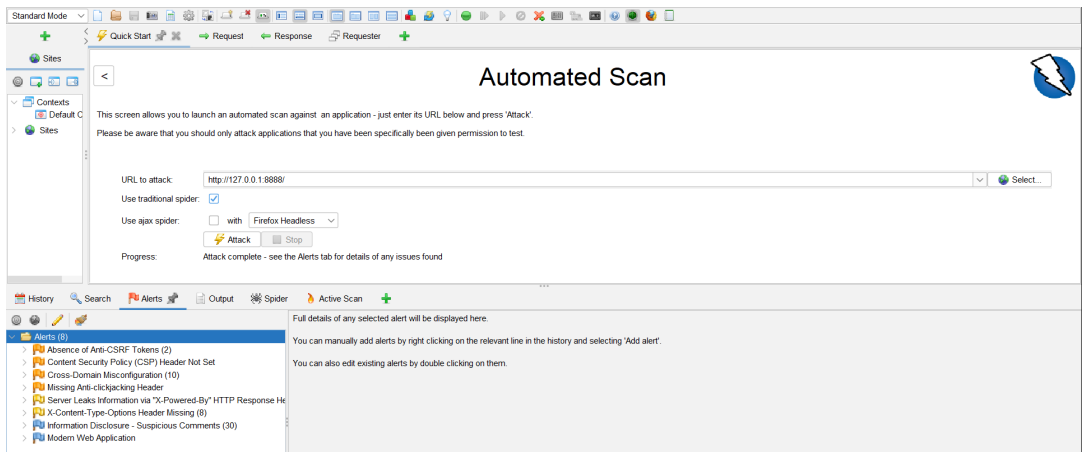 Standard Mode
Quick Start
Request
Response
Requester
Sites
<
Automated Scan
Contexts
Default C
Sites
This screen allows you to launch an automated scan against an application - just enter its URL below and press 'Attack'.
Please be aware that you should only attack applications that you have been specifically been given permission to test.
URL to attack:
http://127.0.0.1:8888/
Select...
Use traditional spider:
Use ajax spider:
with
Firefox Headless
Attack
Stop
Progress:
Attack complete - see the Alerts tab for details of any issues found
History
Search
Alerts
Output
Spider
Active Scan
Alerts (8)
Absence of Anti-CSRF Tokens (2)
Content Security Policy (CSP) Header Not Set
Cross-Domain Misconfiguration (10)
Missing Anti-clickjacking Header
Server Leaks Information via "X-Powered-By" HTTP Response He
X-Content-Type-Options Header Missing (8)
Information Disclosure - Suspicious Comments (30)
Modern Web Application
Full details of any selected alert will be displayed here.
You can manually add alerts by right clicking on the relevant line in the history and selecting 'Add alert'.
You can also edit existing alerts by double clicking on them.